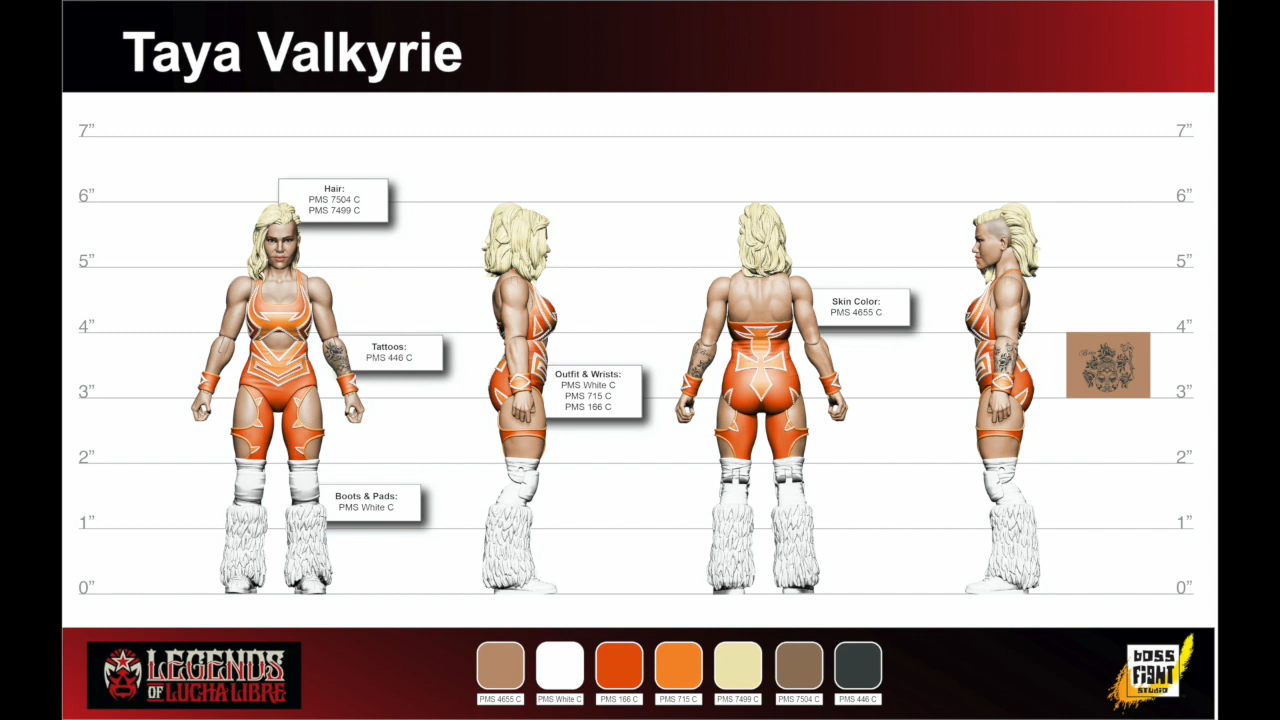 Taya Valkyrie
7” 7”
6” 6”
5” 5”
4” 4”
3” 3”
2” 2”
1” 1”
0” 0”
Hair:
PMS 7504 C
PMS 7499 C
Tattoos:
PMS 446 C
Outfit & Wrists:
PMS White C
PMS 715 C
PMS 166 C
Boots & Pads:
PMS White C
Skin Color:
PMS 4655 C
LEGENDS
OF LUCHA LIBRE
PMS 4655 C
PMS White C
PMS 166 C
PMS 715 C
PMS 7499 C
PMS 7504 C
PMS 446 C
BOSS
FIGHT
STUDIO